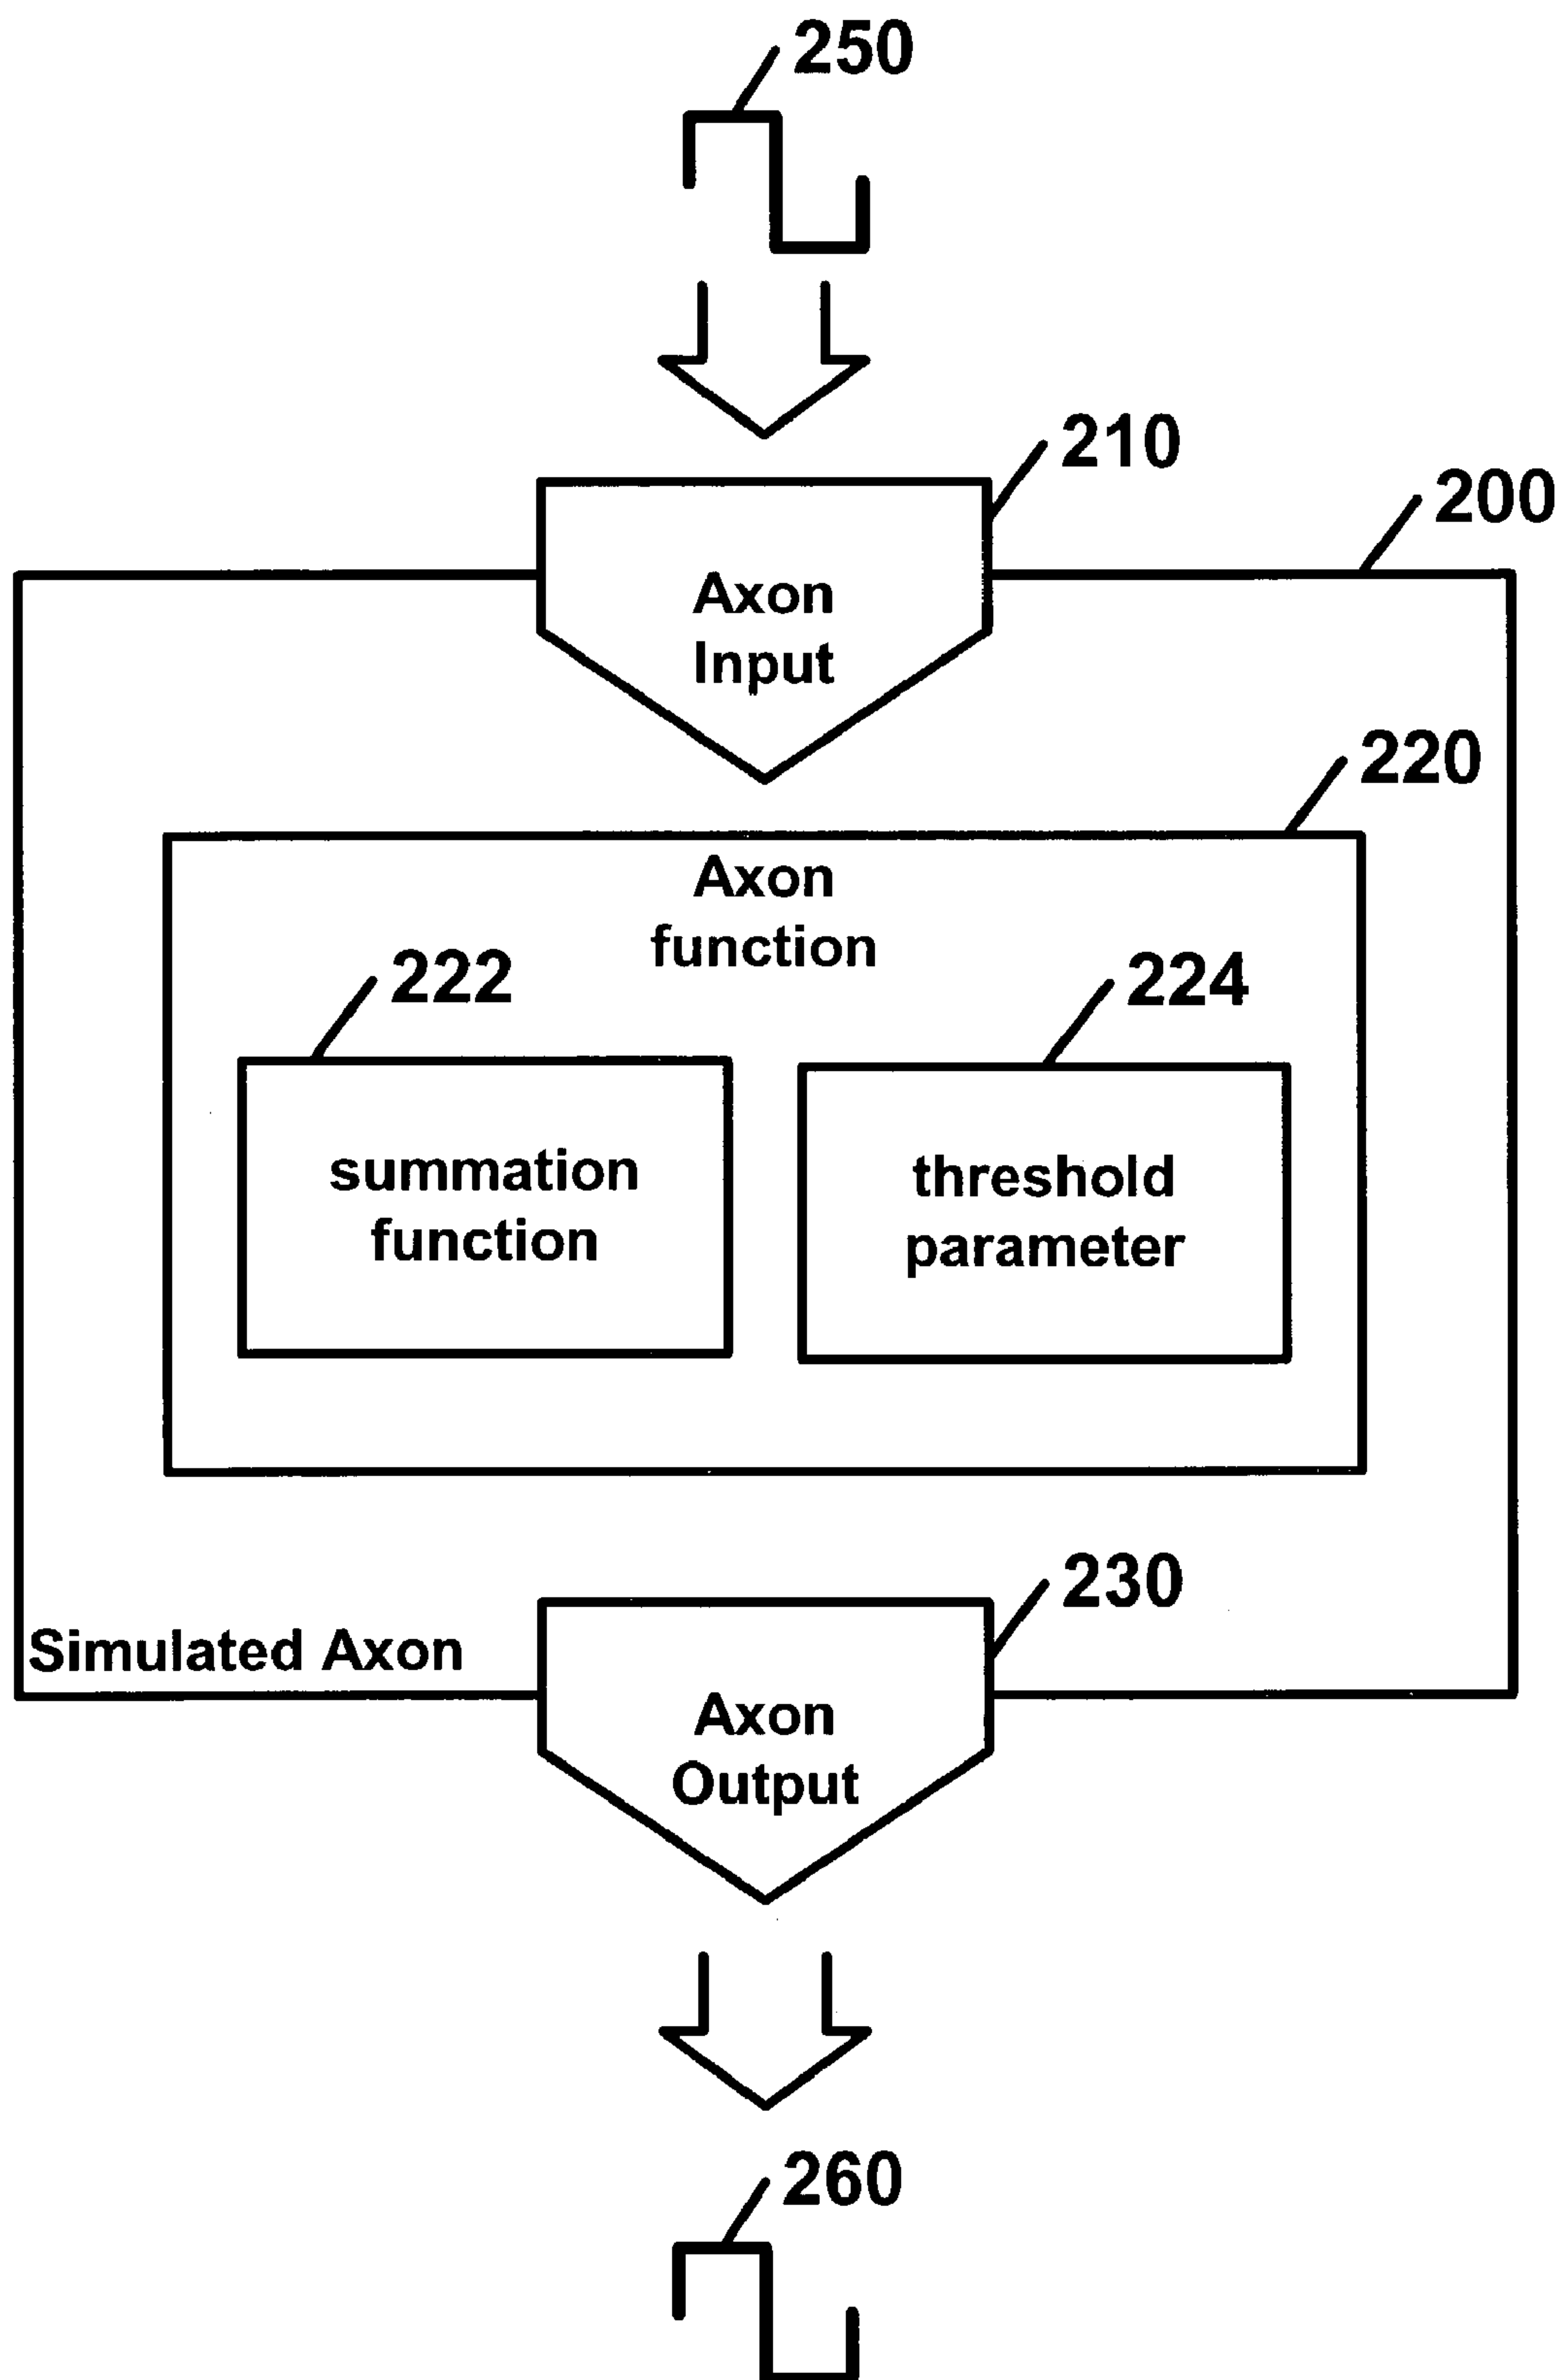 250
210
200
Axon
Input
220
Axon
function
222
224
summation
function
threshold
parameter
230
Simulated Axon
Axon
Output
260